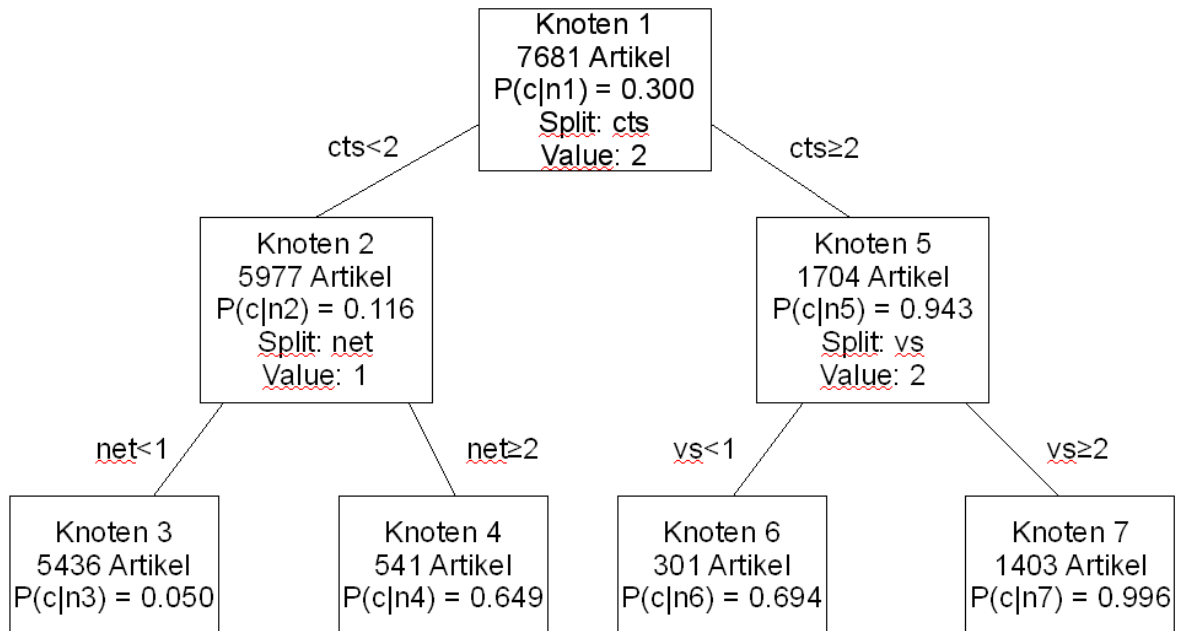 Knoten 1
7681 Artikel
P(c|n1) = 0.300
Split: cts
Value: 2
cts<2
cts≥2
Knoten 2
5977 Artikel
P(c|n2) = 0.116
Split: net
Value: 1
Knoten 5
1704 Artikel
P(c|n5) = 0.943
Split: vs
Value: 2
net<1
net≥2
vs<1
vs≥2
Knoten 3
5436 Artikel
P(c|n3) = 0.050
Knoten 4
541 Artikel
P(c|n4) = 0.649
Knoten 6
301 Artikel
P(c|n6) = 0.694
Knoten 7
1403 Artikel
P(c|n7) = 0.996